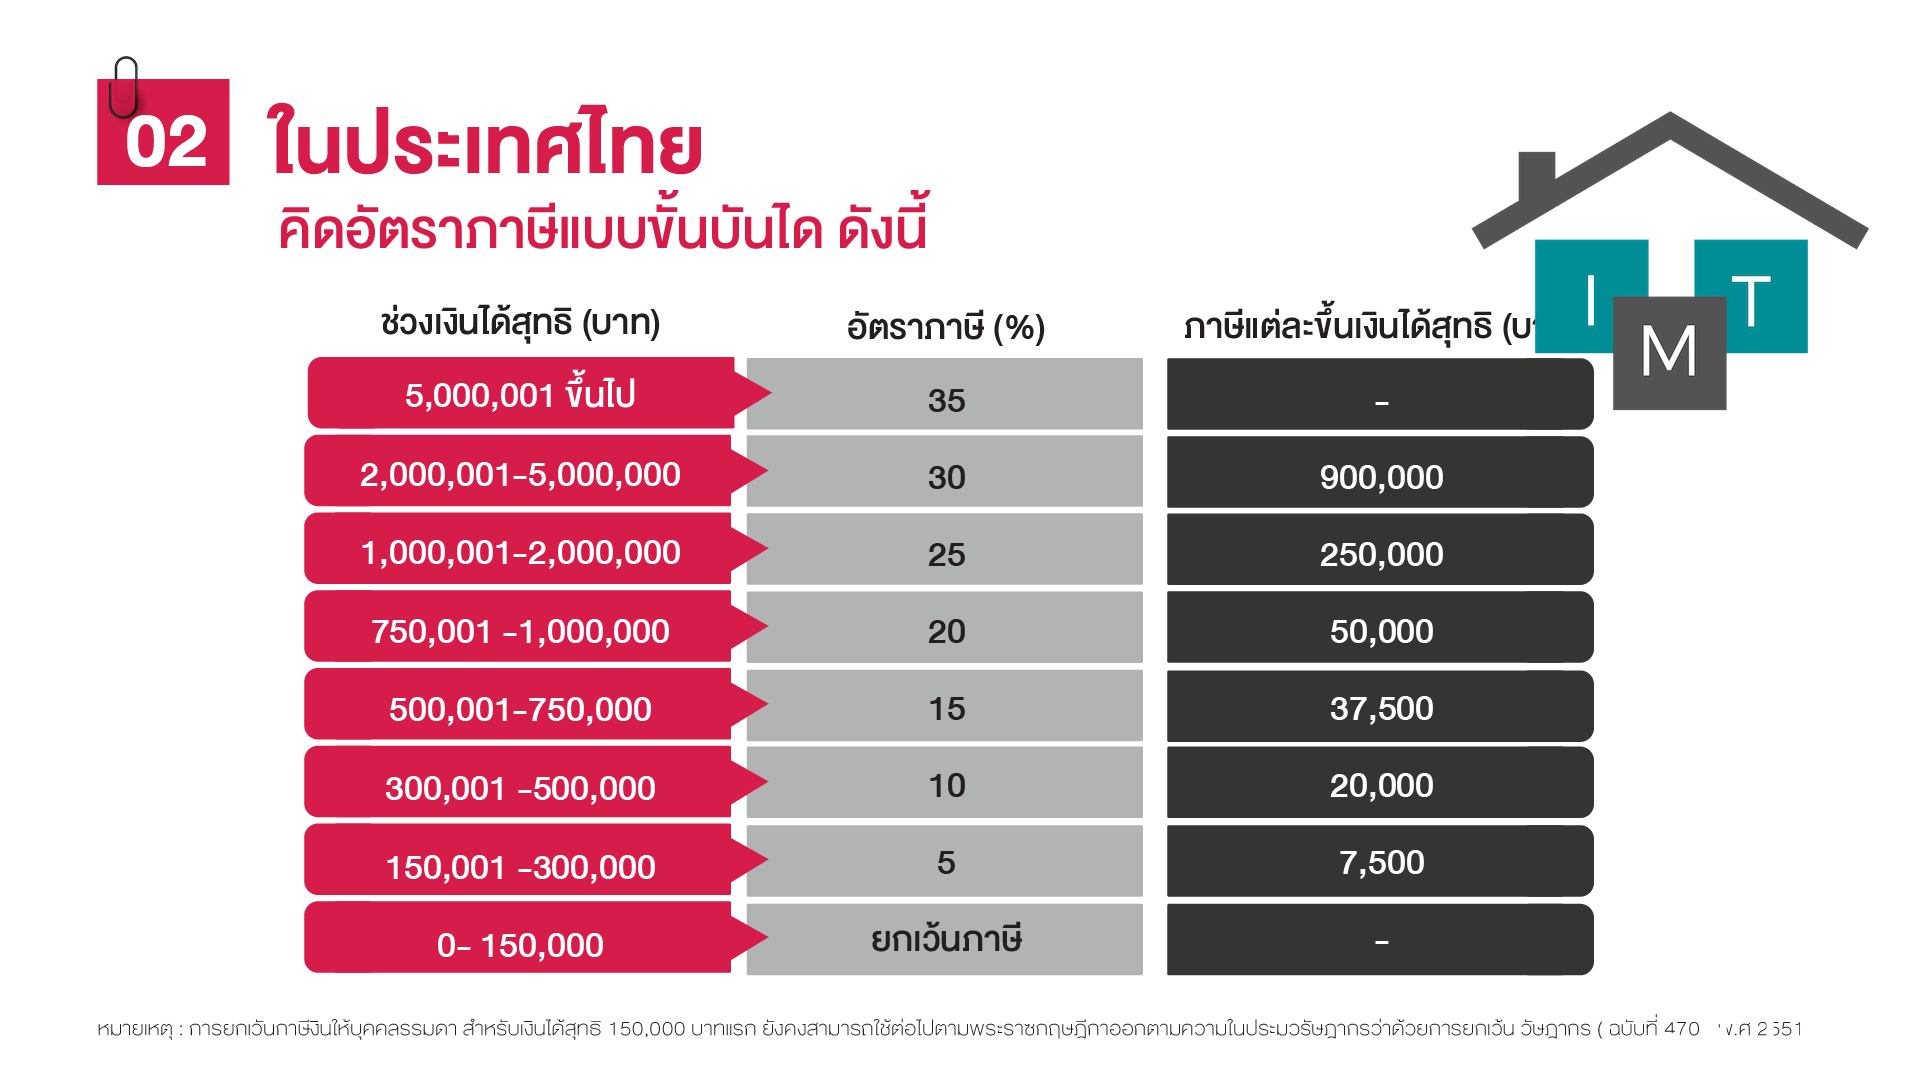 02
ในประเทศไทย
คิดอัตราภาษีแบบขั้นบันได ดังนี้
I M T
ช่วงเงินได้สุทธิ (บาท) อัตราภาษี (%) ภาษีแต่ละขึ้นเงินได้สุทธิ
5,000,001 ขึ้นไป 35 -
2,000,001-5,000,000 30 900,000
1,000,001-2,000,000 25 250,000
750,001 -1,000,000 20 50,000
500,001-750,000 15 37,500
300,001 -500,000 10 20,000
150,001 -300,000 5 7,500
0- 150,000 ยกเว้นภาษี -
หมายเหตุ : การยกเว้นภาษีงินให้บุคคลรรมดา สำหรับเงินได้สุทธิ 150,000 บาทแรก ยังคงสามารถใช้ต่อไปตามพระราชกฤษฎีกาออกตามความในประมวรัษฎากรว่าด้วยการยกเว้น วัษฎากร ( ฉบับที่ 470 พ.ศ 2551